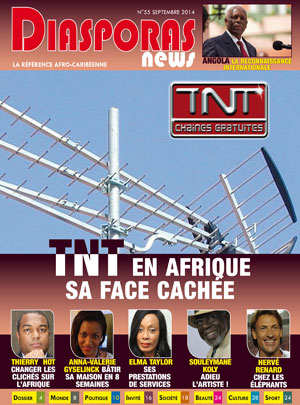 N°55 SEPTEMBRE 2014
DIASPORAS
news
LA RÉFÉRENCE AFRO-CARIBÉENNE
ANGOLA LA RECONNAISSANCE
INTERNATIONALE
TNT
CHAINES GRATUITES
TNT EN AFRIQUE
SA FACE CACHÉE
THIERRY HOT
CHANGER LES
CLICHÉS SUR
L'AFRIQUE
ANNA-VALERIE
GYSELINCK BÂTIR
SA MAISON EN 8
SEMAINES
ELMA TAYLOR
SES
PRESTATIONS
DE SERVICES
SOULEYMANE
KOLY
ADIEU
L'ARTISTE !
HERVÉ
RENARD
CHEZ LES
ÉLÉPHANTS
Dossier 4 Monde 8 Politique 10 Invité 16 Société 18 Beauté 24 Culture 28 Sport 24